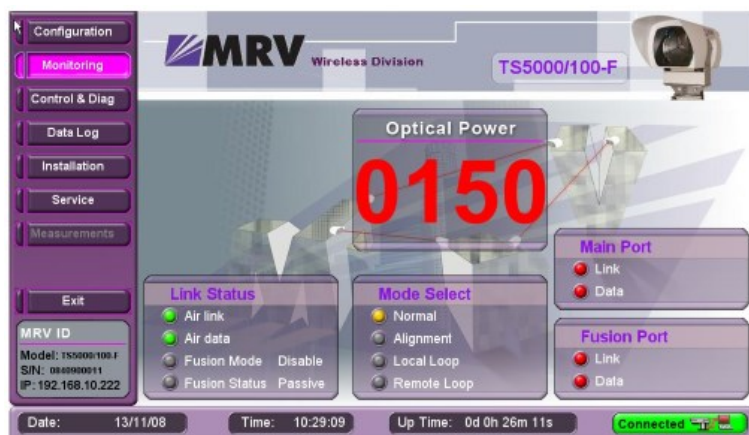 Configuration
Monitoring
Control & Diag
Data Log
Installation
Service
Measurements
Exit
MRV ID
Model: TS5000/100-F
S/N: 0840900011
IP: 192.168.10.222
MRV Wireless Division
TS5000/100-F
Optical Power
0150
Link Status
Air link
Air data
Fusion Mode Disable
Fusion Status Passive
Mode Select
Normal
Alignment
Local Loop
Remote Loop
Main Port
Link
Data
Fusion Port
Link
Data
Date: 13/11/08 Time: 10:29:09 Up Time: 0d 0h 26m 11s Connected